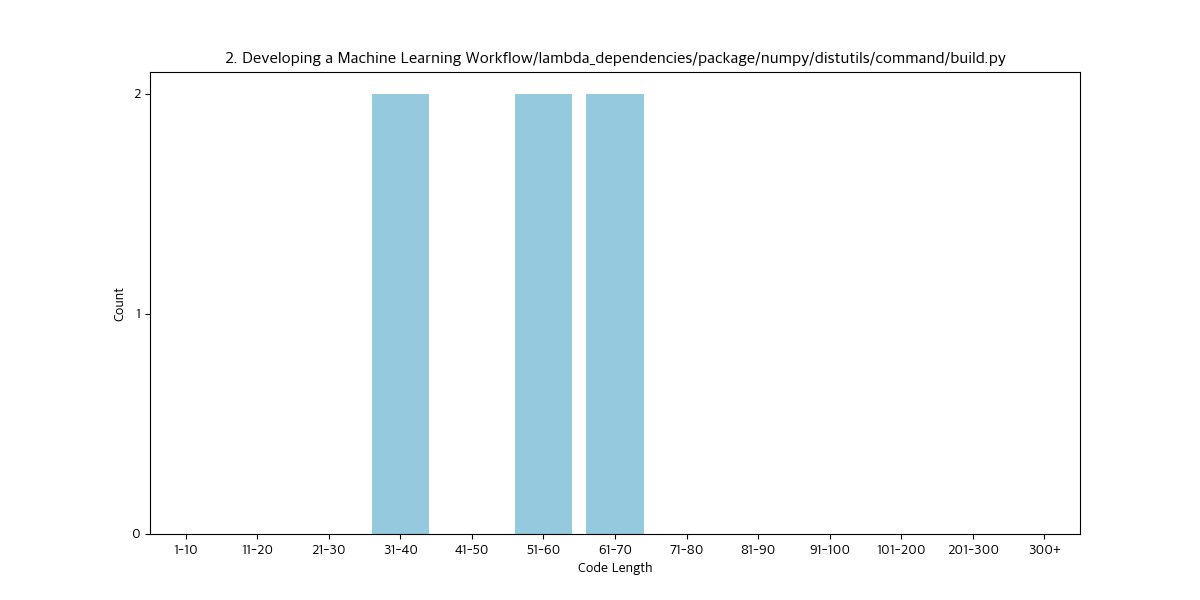 2. Developing a Machine Learning Workflow/lambda_dependencies/package/numpy/distutils/command/build.py
2
1
0
Count
1-10 11-20 21-30 31-40 41-50 51-60 61-70 71-80 81-90 91-100 101-200 201-300 300+
Code Length